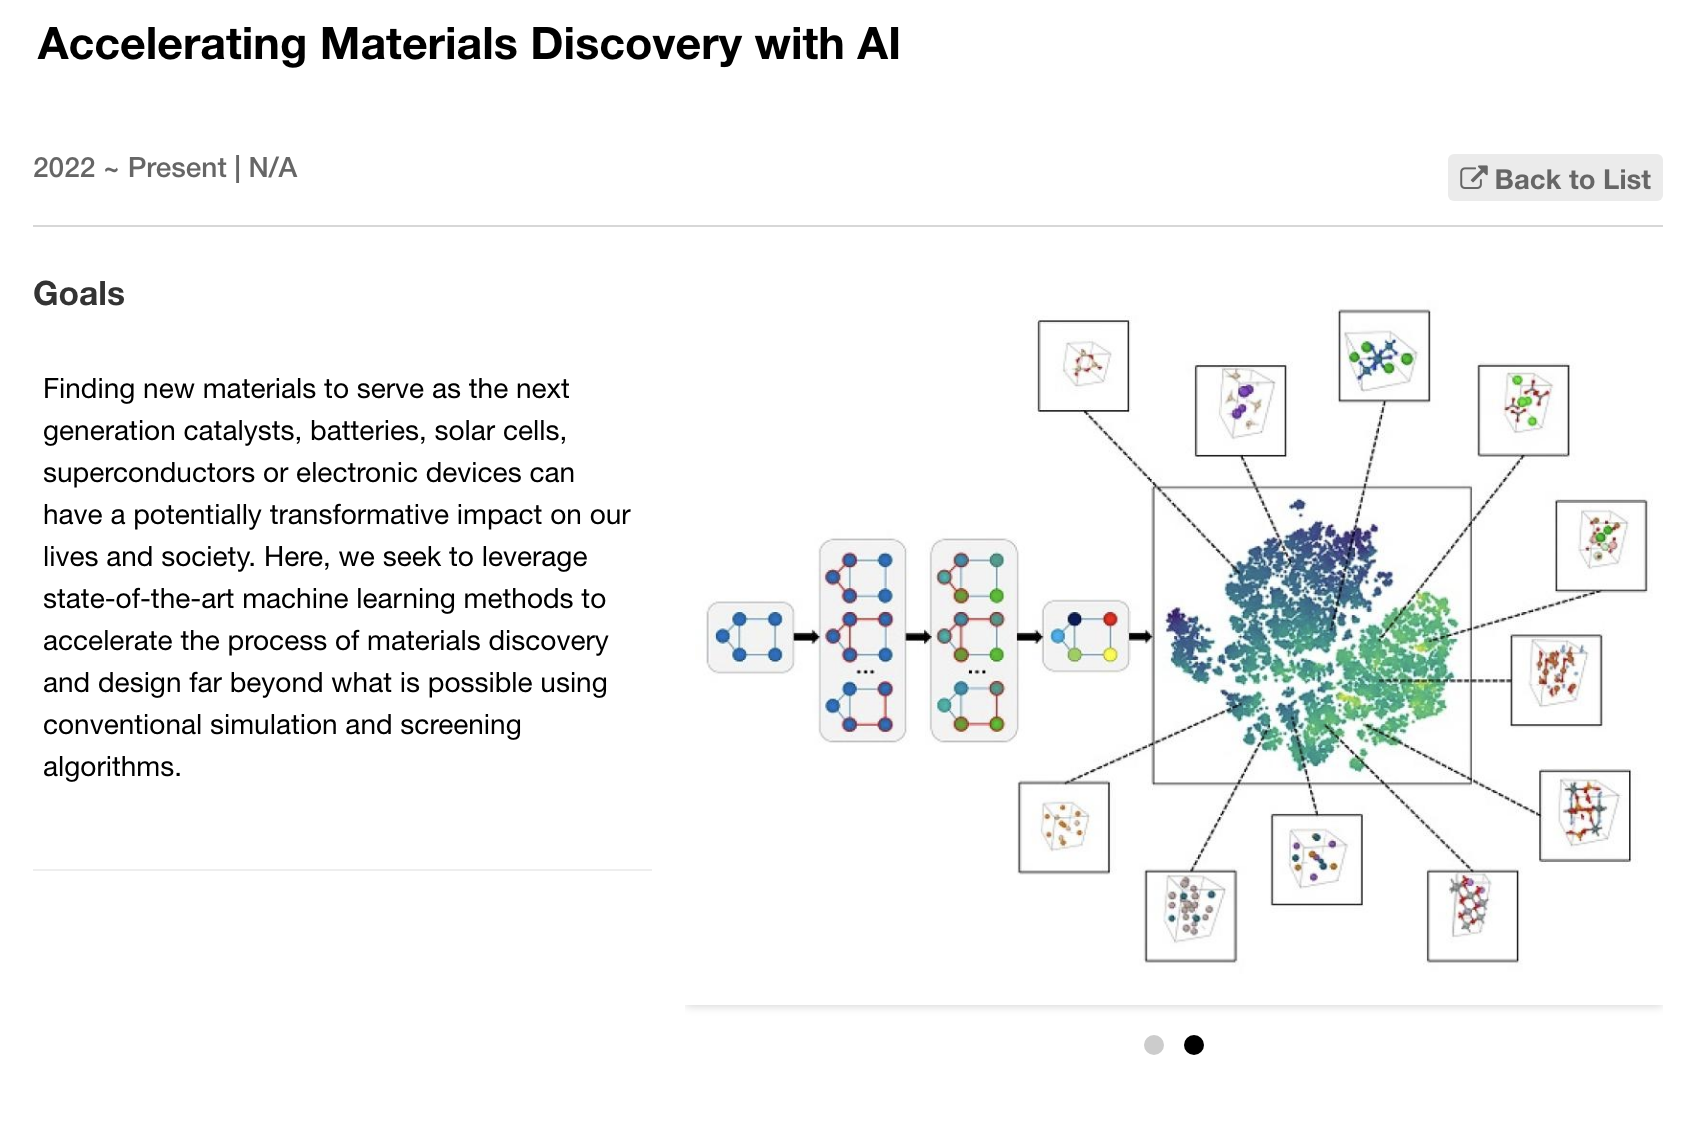 Accelerating Materials Discovery with AI
2022 ~ Present | N/A
Back to List
Goals
Finding new materials to serve as the next
generation catalysts, batteries, solar cells,
superconductors or electronic devices can
have a potentially transformative impact on our
lives and society. Here, we seek to leverage
state-of-the-art machine learning methods to
accelerate the process of materials discovery
and design far beyond what is possible using
conventional simulation and screening
algorithms.
... ...